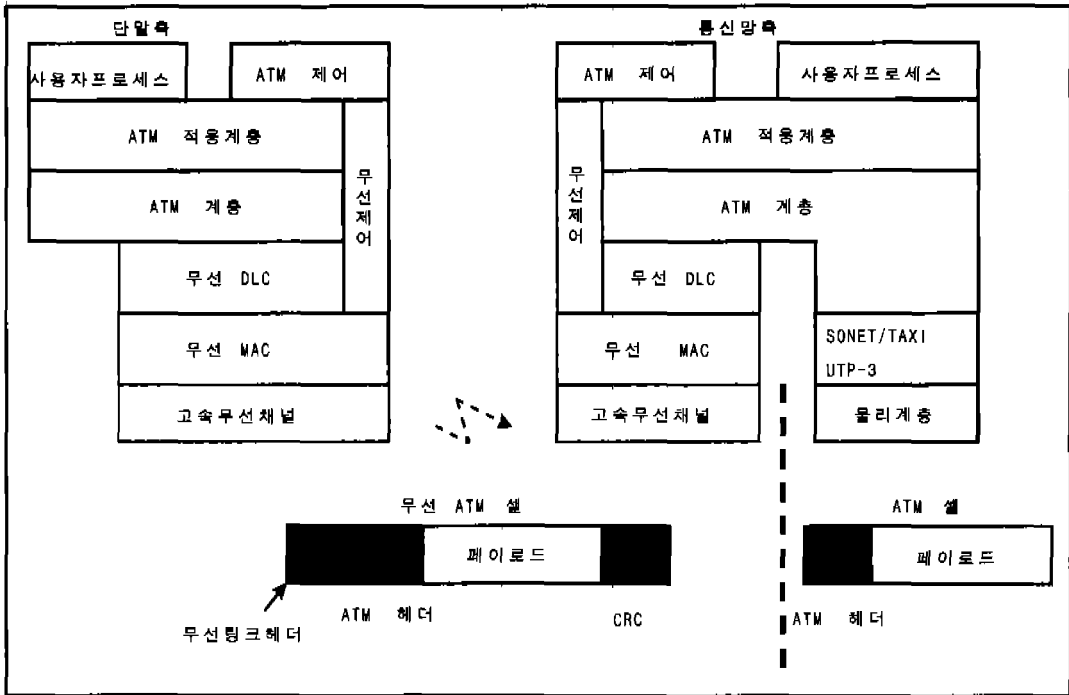 단말측
통신망측
사용자프로세스
ATM 제어
ATM 제어
사용자프로세스
ATM 적응계층
ATM 적응계층
무선제어
무선제어
ATM 계층
ATM 계층
무선 DLC
무선 DLC
무선 MAC
무선 MAC
SONET/TAXI
UTP-3
고속무선채널
고속무선채널
물리계층
무선 ATM 셀
ATM 셀
페이로드
페이로드
ATM 헤더
CRC
ATM 헤더
무선링크헤더